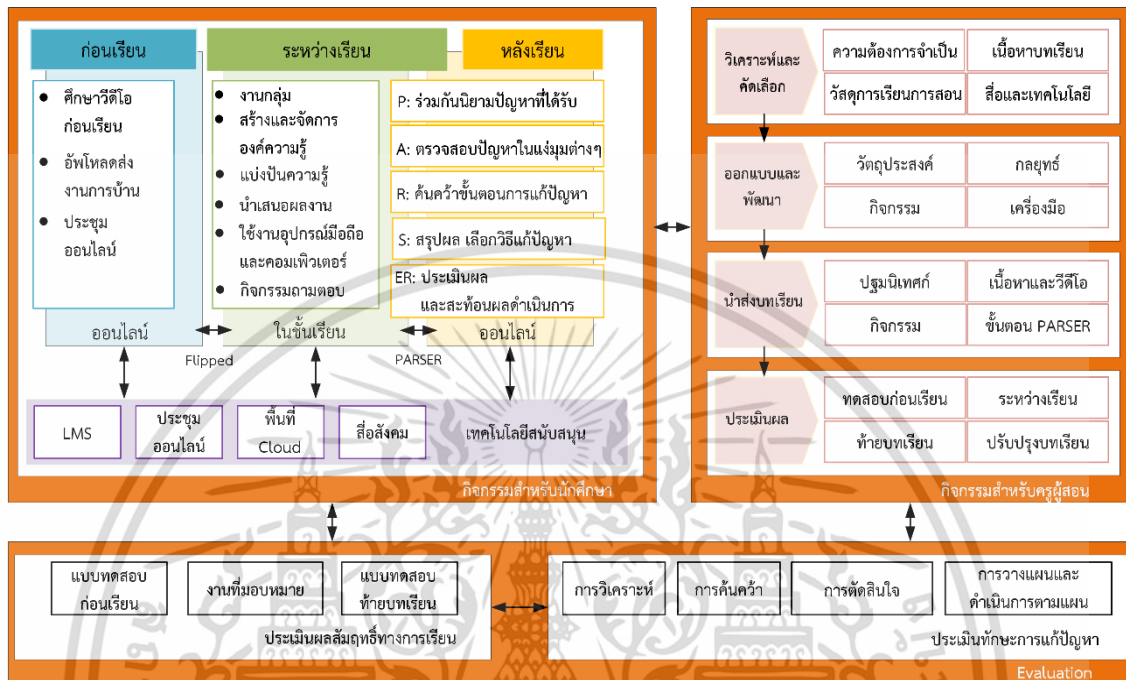 ก่อนเรียน
ระหว่างเรียน
หลังเรียน
ศึกษาวีดีโอ
ก่อนเรียน
อัพโหลดส่ง
งานการบ้าน
ประชุม
ออนไลน์
งานกลุ่ม
สร้างและจัดการ
องค์ความรู้
แบ่งปันความรู้
นำเสนอผลงาน
ใช้งานอุปกรณ์มือถือ
และคอมเพิวเตอร์
กิจกรรมถามตอบ
P: ร่วมกันนิยามปัญหาที่ได้รับ
A: ตรวจสอบปัญหาในแง่มุมต่างๆ
R: ค้นคว้าขั้นตอนการแก้ปัญหา
S: สรุปผล เลือกวิธีแก้ปัญหา
ER: ประเมินผล
และสะท้อนผลดำเนินการ
ออนไลน์
ในชั้นเรียน
ออนไลน์
Flipped
PARSER
LMS
ประชุม
ออนไลน์
พื้นที่
Cloud
สื่อสังคม
เทคโนโลยีสนับสนุน
กิจกรรมสำหรับนักศึกษา
วิเคราะห์และ
คัดเลือก
ความต้องการจำเป็น
เนื้อหาบทเรียน
วัสดุการเรียนการสอน
สื่อและเทคโนโลยี
ออกแบบและ
พัฒนา
วัตถุประสงค์
กลยุทธ์
กิจกรรม
เครื่องมือ
นำส่งบทเรียน
ปฐมนิเทศก์
เนื้อหาและวีดีโอ
กิจกรรม
ขั้นตอน PARSER
ประเมินผล
ทดสอบก่อนเรียน
ระหว่างเรียน
ท้ายบทเรียน
ปรับปรุงบทเรียน
กิจกรรมสำหรับครูผู้สอน
แบบทดสอบ
ก่อนเรียน
งานที่มอบหมาย
แบบทดสอบ
ท้ายบทเรียน
ประเมินผลสัมฤทธิ์ทางการเรียน
การวิเคราะห์
การค้นคว้า
การตัดสินใจ
การวางแผนและ
ดำเนินการตามแผน
ประเมินทักษะการแก้ปัญหา
Evaluation